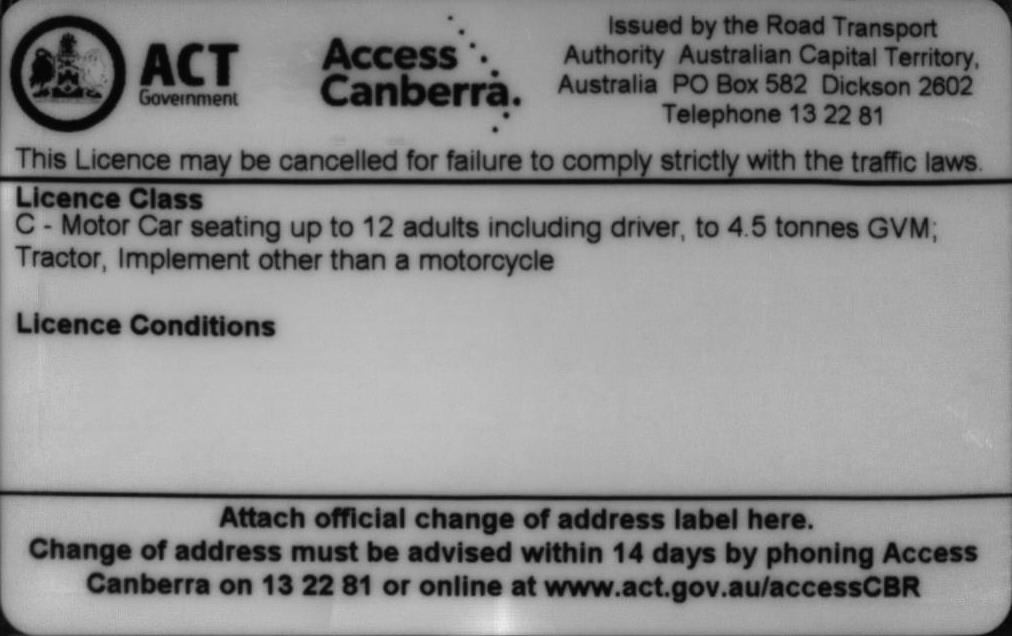 ACT
Government
Access
Canberra.
Issued by the Road Transport
Authority Australian Capital Territory,
Australia PO Box 582 Dickson 2602
Telephone 13 22 81
This Licence may be cancelled for failure to comply strictly with the traffic laws.
Licence Class
C - Motor Car seating up to 12 adults including driver, to 4.5 tonnes GVM;
Tractor, Implement other than a motorcycle
Licence Conditions
Attach official change of address label here.
Change of address must be advised within 14 days by phoning Access
Canberra on 13 22 81 or online at www.act.gov.au/accessCBR